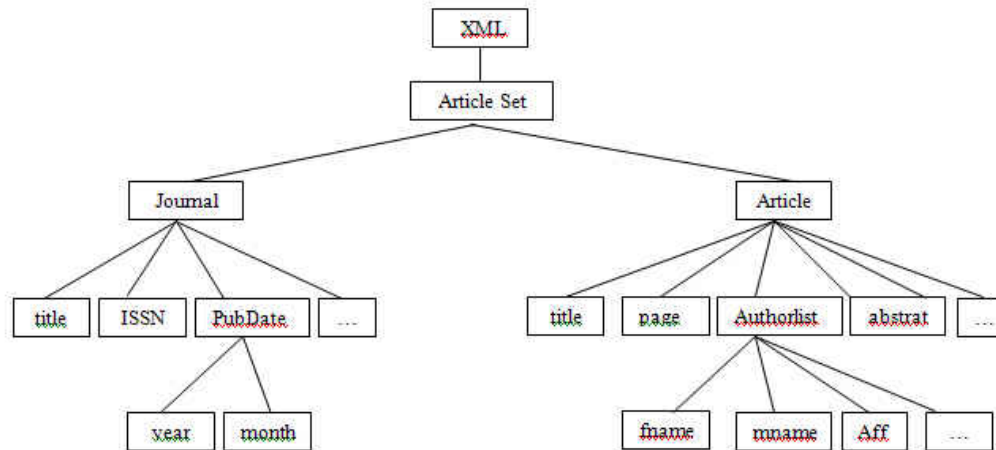 XML
Article Set
Journal
Article
title
ISSN
PubDate
...
title
page
Authorlist
abstrat
...
year
month
fname
mname
Aff
...